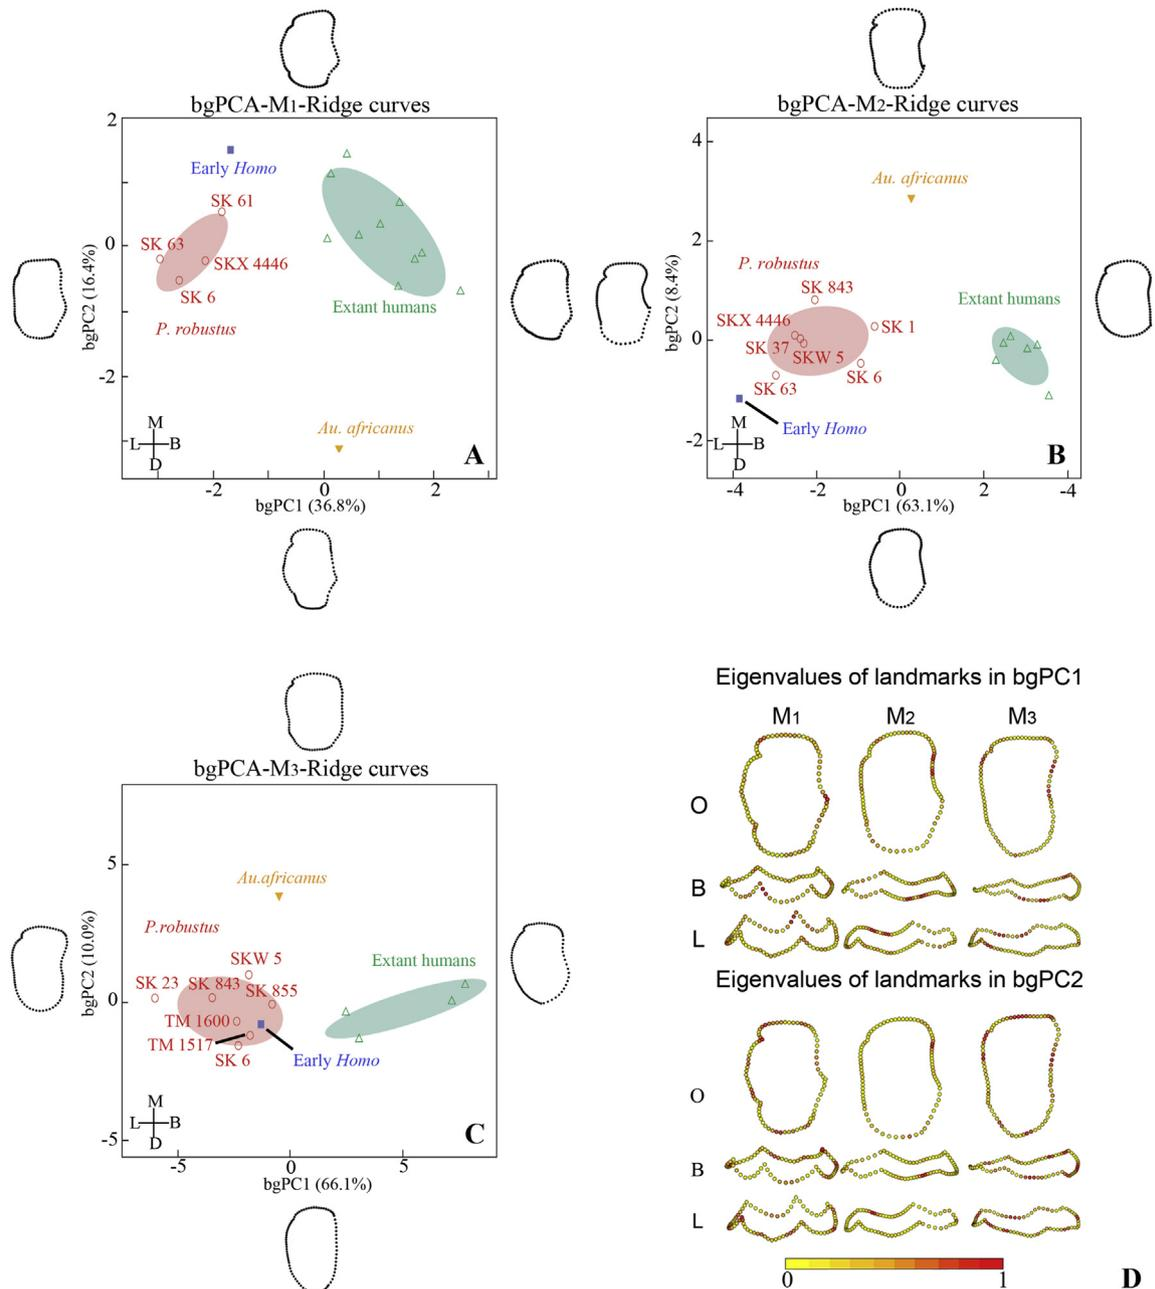 bgPCA-M1-Ridge curves
2
Early Homo
SK 61
SK 63
0
SKX 4446
SK 6
Extant humans
P. robustus
bgPC2 (16.4%)
-2
Au. africanus
M
L B
D
A
-2 0 2
bgPC1 (36.8%)
bgPCA-M2-Ridge curves
4
Au. africanus
2
P. robustus
SK 843
Extant humans
SKX 4446
SK 1
0
SK 37
SKW 5
SK 6
SK 63
bgPC2 (8.4%)
Early Homo
-2
M
L B
D
B
-4 -2 0 2 -4
bgPC1 (63.1%)
bgPCA-M3-Ridge curves
5
Au.africanus
P.robustus
SKW 5
Extant humans
SK 23 SK 843 SK 855
0
TM 1600
TM 1517
SK 6
Early Homo
bgPC2 (10.0%)
M
L B
D
-5
C
-5 0 5
bgPC1 (66.1%)
Eigenvalues of landmarks in bgPC1
M1 M2 M3
O
B
L
Eigenvalues of landmarks in bgPC2
O
B
L
0 1
D